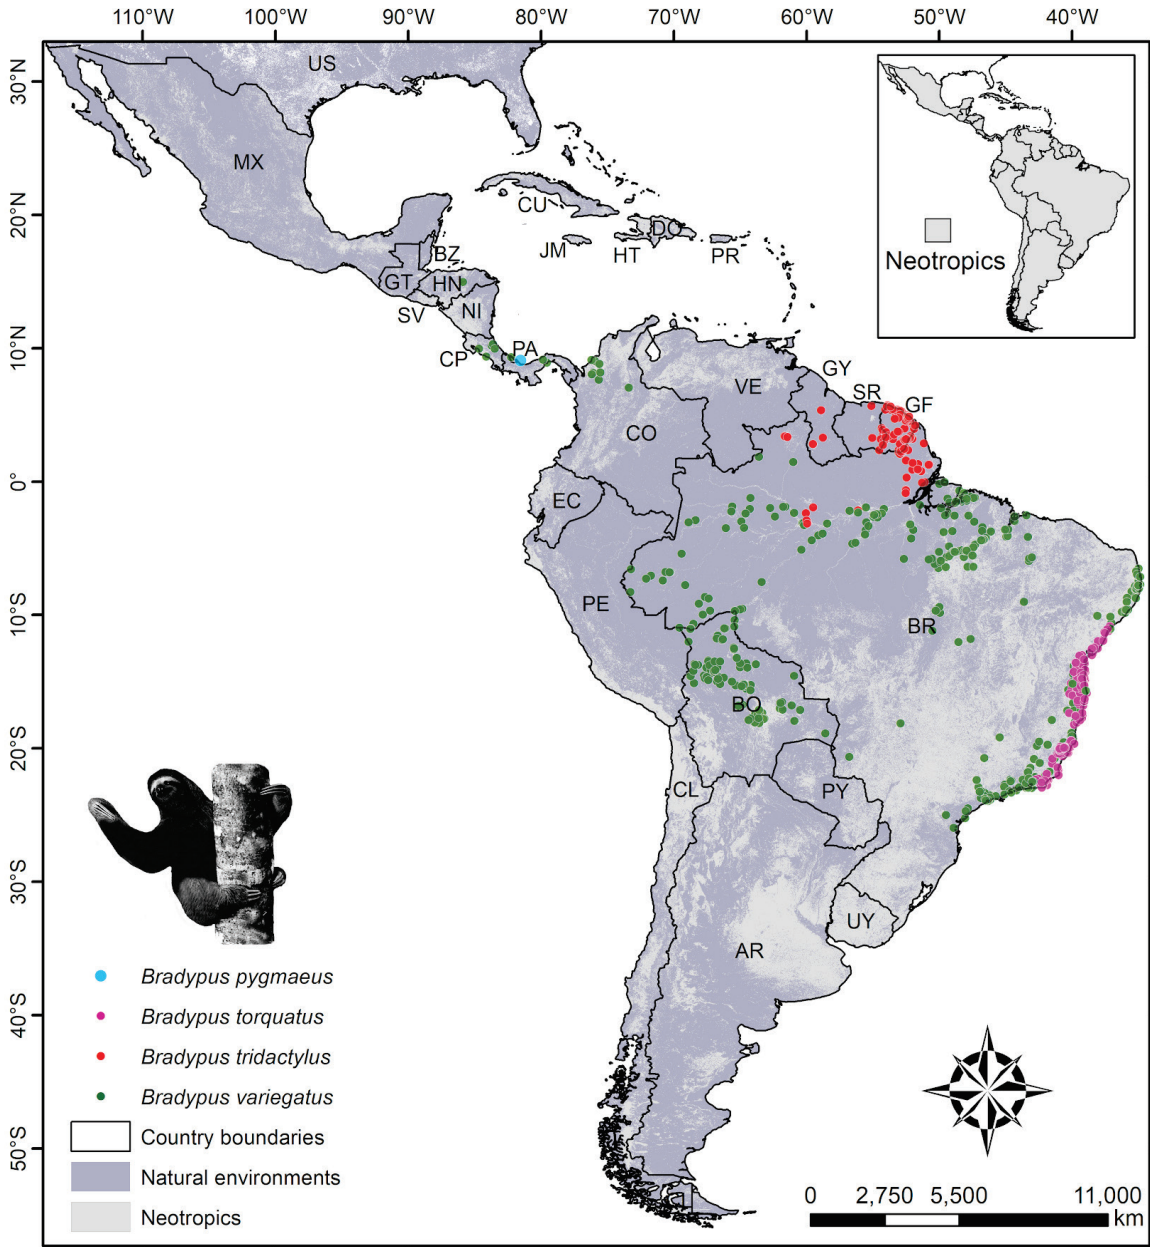 110°W 100°W 90°W 80°W 70°W 60°W 50°W 40°W
30°N
20°N
10°N
0°
10°S
20°S
30°S
40°S
50°S
US
MX
CU
DO
JM
HT
PR
BZ
GT
HN
SV
NI
CP
PA
VE
GY
SR
GF
CO
EC
PE
BR
BO
PY
CL
UY
AR
Neotropics
Bradypus pygmaeus
Bradypus torquatus
Bradypus tridactylus
Bradypus variegatus
Country boundaries
Natural environments
Neotropics
0 2,750 5,500 11,000
km